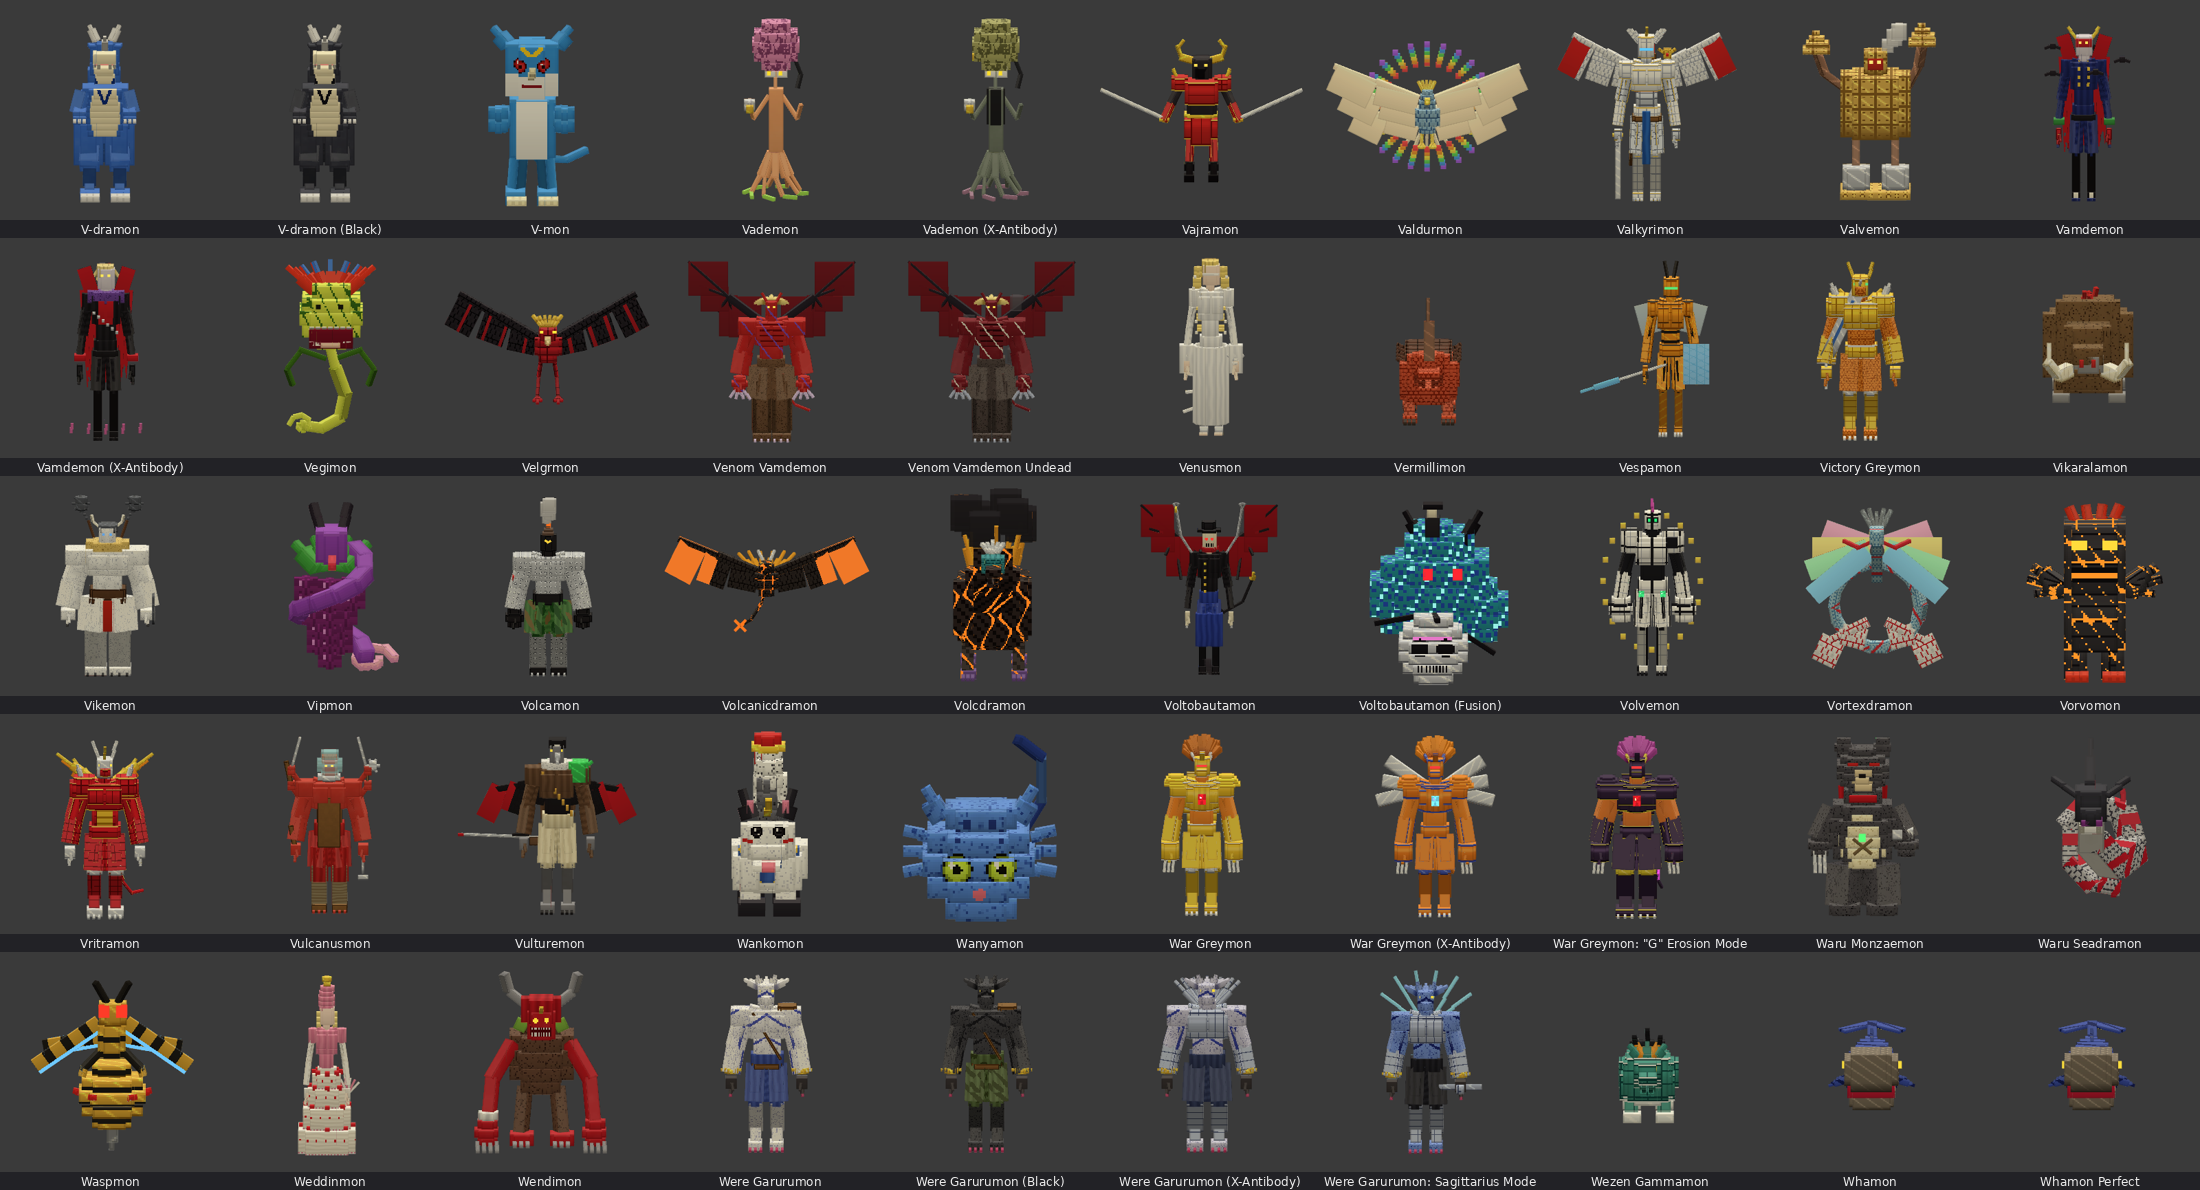 V-dramon
V-dramon (Black)
V-mon
Vademon
Vademon (X-Antibody)
Vajramon
Valdurmon
Valkyrimon
Valvemon
Vamdemon
Vamdemon (X-Antibody)
Vegimon
Velgrmon
Venom Vamdemon
Venom Vamdemon Undead
Venusmon
Vermillimon
Vespamon
Victory Greymon
Vikaralamon
Vikemon
Vipmon
Volcamon
Volcanicdramon
Volcdramon
Voltobautamon
Voltobautamon (Fusion)
Volvemon
Vortexdramon
Vorvomon
Vritramon
Vulcanusmon
Vulturemon
Wankomon
Wanyamon
War Greymon
War Greymon (X-Antibody)
War Greymon: "G" Erosion Mode
Waru Monzaemon
Waru Seadramon
Waspmon
Weddinmon
Wendimon
Were Garurumon
Were Garurumon (Black)
Were Garurumon (X-Antibody)
Were Garurumon: Sagittarius Mode
Wezen Gammamon
Whamon
Whamon Perfect